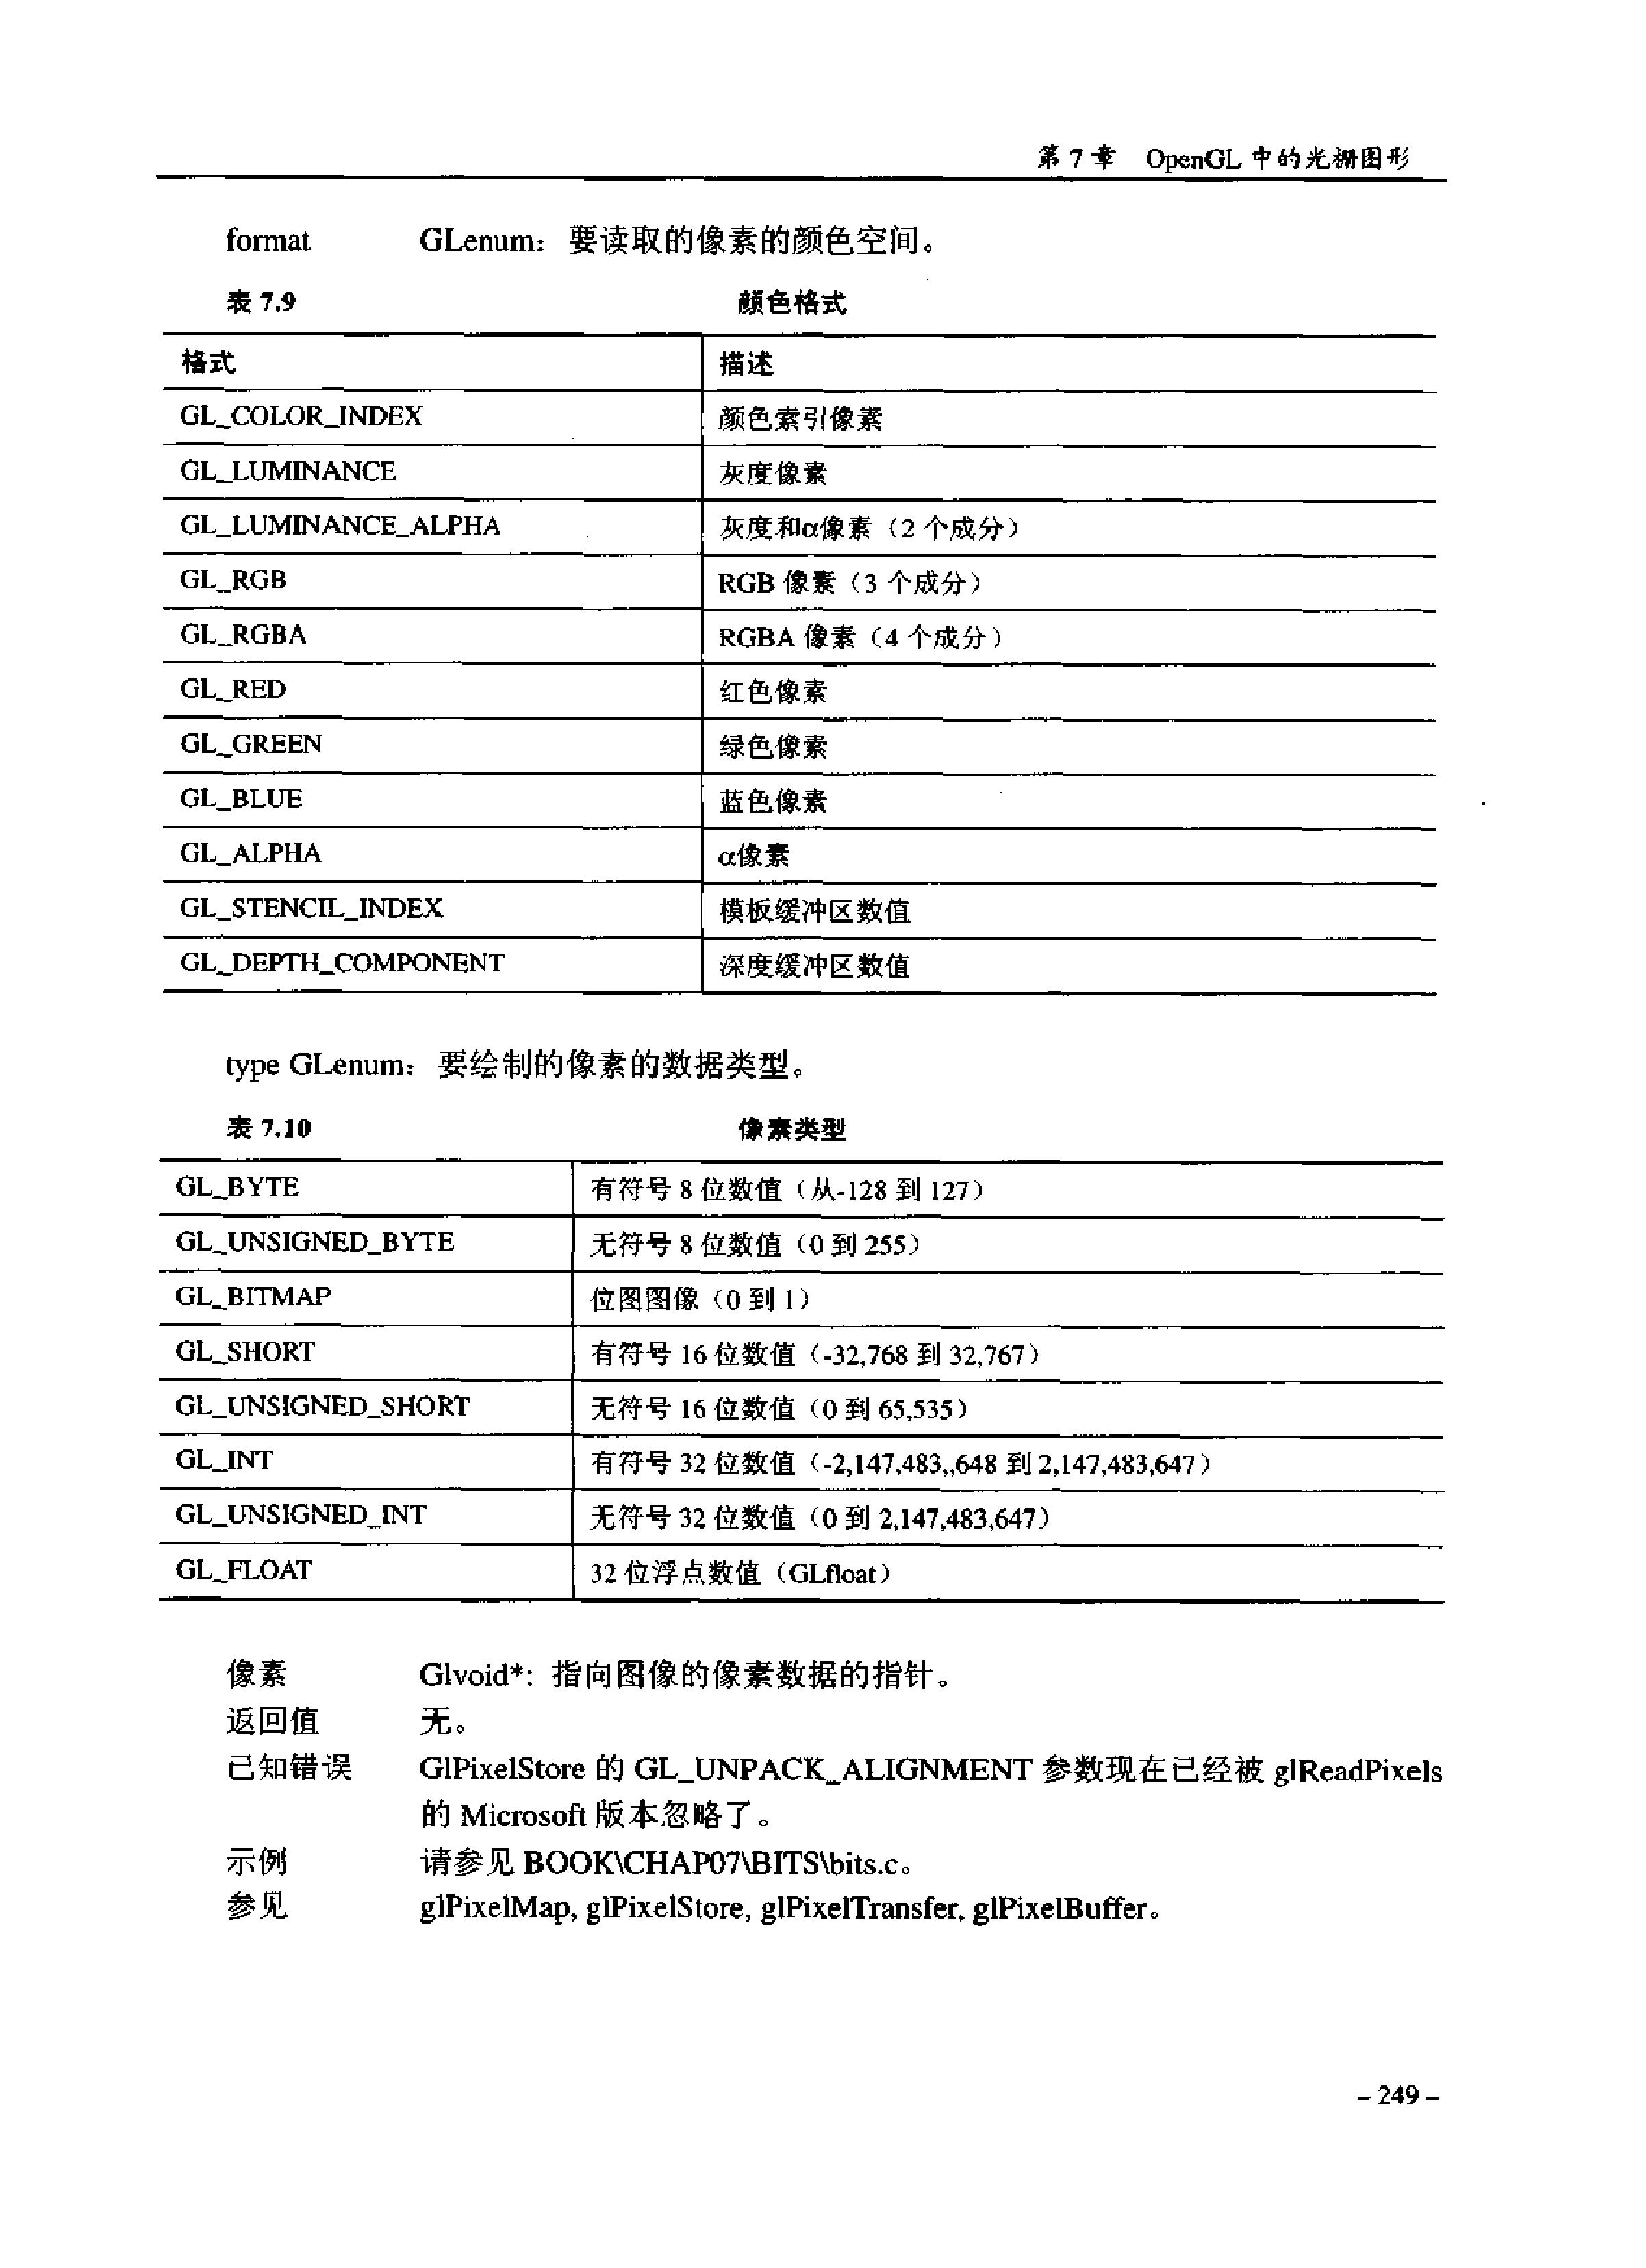 第 7 章 OpenGL 中的光栅图形
format GLenum：要读取的像素的颜色空间。
表 7.9 颜色格式
格式 描述
GL_COLOR_INDEX 颜色索引像素
GL_LUMINANCE 灰度像素
GL_LUMINANCE_ALPHA 灰度和α像素（2 个成分）
GL_RGB RGB 像素（3 个成分）
GL_RGBA RGBA 像素（4 个成分）
GL_RED 红色像素
GL_GREEN 绿色像素
GL_BLUE 蓝色像素
GL_ALPHA α像素
GL_STENCIL_INDEX 模板缓冲区数值
GL_DEPTH_COMPONENT 深度缓冲区数值
type GLenum：要绘制的像素的数据类型。
表 7.10 像素类型
GL_BYTE 有符号 8 位数值（从-128 到 127）
GL_UNSIGNED_BYTE 无符号 8 位数值（0 到 255）
GL_BITMAP 位图图像（0 到 1）
GL_SHORT 有符号 16 位数值（-32,768 到 32,767）
GL_UNSIGNED_SHORT 无符号 16 位数值（0 到 65,535）
GL_INT 有符号 32 位数值（-2,147,483,,648 到 2,147,483,647）
GL_UNSIGNED_INT 无符号 32 位数值（0 到 2,147,483,647）
GL_FLOAT 32 位浮点数值（GLfloat）
像素 Glvoid*: 指向图像的像素数据的指针。
返回值 无。
已知错误 GlPixelStore 的 GL_UNPACK_ALIGNMENT 参数现在已经被 glReadPixels
的 Microsoft 版本忽略了。
示例 请参见 BOOK\CHAP07\BITS\bits.c。
参见 glPixelMap, glPixelStore, glPixelTransfer, glPixelBuffer。
– 249 –